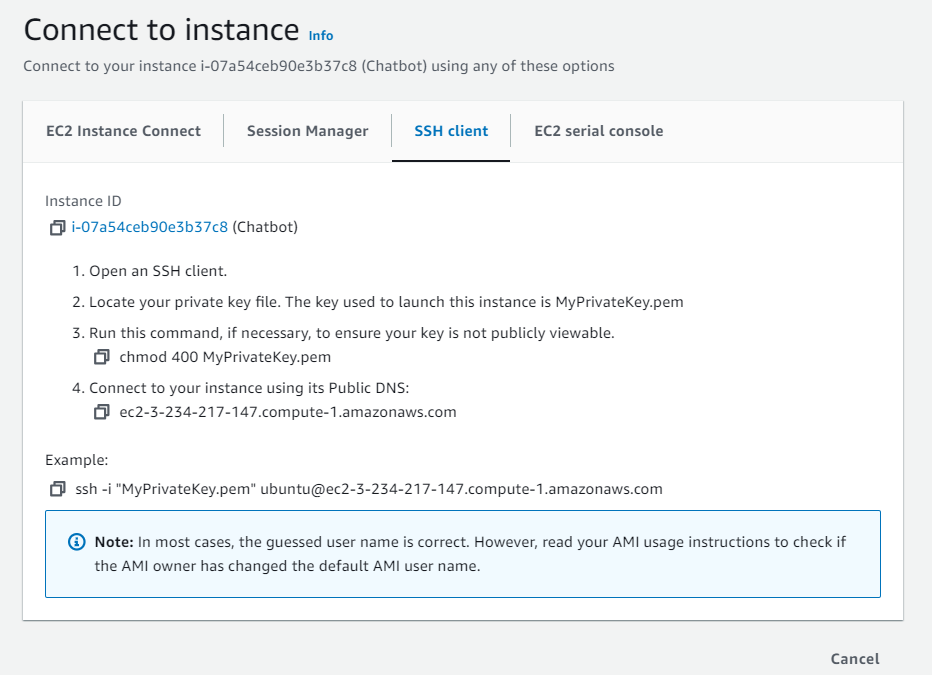 Connect to instance Info
Connect to your instance i-07a54ceb90e3b37c8 (Chatbot) using any of these options
EC2 Instance Connect
Session Manager
SSH client
EC2 serial console
Instance ID
i-07a54ceb90e3b37c8 (Chatbot)
1. Open an SSH client.
2. Locate your private key file. The key used to launch this instance is MyPrivateKey.pem
3. Run this command, if necessary, to ensure your key is not publicly viewable.
chmod 400 MyPrivateKey.pem
4. Connect to your instance using its Public DNS:
ec2-3-234-217-147.compute-1.amazonaws.com
Example:
ssh -i "MyPrivateKey.pem" ubuntu@ec2-3-234-217-147.compute-1.amazonaws.com
Note: In most cases, the guessed user name is correct. However, read your AMI usage instructions to check if
the AMI owner has changed the default AMI user name.
Cancel